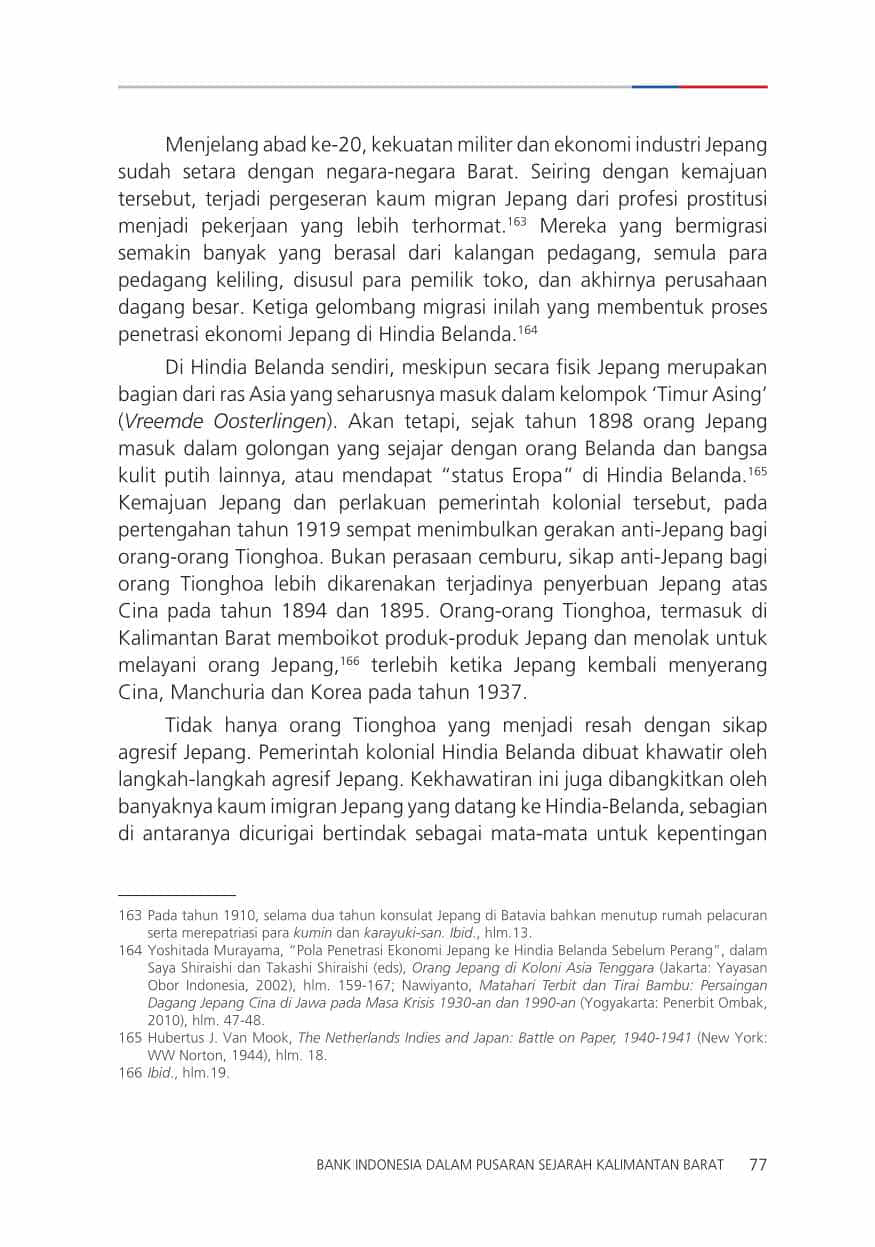 Menjelang abad ke-20, kekuatan militer dan ekonomi industri Jepang
sudah setara dengan negara-negara Barat. Seiring dengan kemajuan
tersebut, terjadi pergeseran kaum migran Jepang dari profesi prostitusi
menjadi pekerjaan yang lebih terhormat.163 Mereka yang bermigrasi
semakin banyak yang berasal dari kalangan pedagang, semula para
pedagang keliling, disusul para pemilik toko, dan akhirnya perusahaan
dagang besar. Ketiga gelombang migrasi inilah yang membentuk proses
penetrasi ekonomi Jepang di Hindia Belanda.164
Di Hindia Belanda sendiri, meskipun secara fisik Jepang merupakan
bagian dari ras Asia yang seharusnya masuk dalam kelompok ‘Timur Asing’
(Vreemde Oosterlingen). Akan tetapi, sejak tahun 1898 orang Jepang
masuk dalam golongan yang sejajar dengan orang Belanda dan bangsa
kulit putih lainnya, atau mendapat “status Eropa” di Hindia Belanda.165
Kemajuan Jepang dan perlakuan pemerintah kolonial tersebut, pada
pertengahan tahun 1919 sempat menimbulkan gerakan anti-Jepang bagi
orang-orang Tionghoa. Bukan perasaan cemburu, sikap anti-Jepang bagi
orang Tionghoa lebih dikarenakan terjadinya penyerbuan Jepang atas
Cina pada tahun 1894 dan 1895. Orang-orang Tionghoa, termasuk di
Kalimantan Barat memboikot produk-produk Jepang dan menolak untuk
melayani orang Jepang,166 terlebih ketika Jepang kembali menyerang
Cina, Manchuria dan Korea pada tahun 1937.
Tidak hanya orang Tionghoa yang menjadi resah dengan sikap
agresif Jepang. Pemerintah kolonial Hindia Belanda dibuat khawatir oleh
langkah-langkah agresif Jepang. Kekhawatiran ini juga dibangkitkan oleh
banyaknya kaum imigran Jepang yang datang ke Hindia-Belanda, sebagian
di antaranya dicurigai bertindak sebagai mata-mata untuk kepentingan
163 Pada tahun 1910, selama dua tahun konsulat Jepang di Batavia bahkan menutup rumah pelacuran
serta merepatriasi para kumin dan karayuki-san. Ibid., hlm.13.
164 Yoshitada Murayama, “Pola Penetrasi Ekonomi Jepang ke Hindia Belanda Sebelum Perang”, dalam
Saya Shiraishi dan Takashi Shiraishi (eds), Orang Jepang di Koloni Asia Tenggara (Jakarta: Yayasan
Obor Indonesia, 2002), hlm. 159-167; Nawiyanto, Matahari Terbit dan Tirai Bambu: Persaingan
Dagang Jepang Cina di Jawa pada Masa Krisis 1930-an dan 1990-an (Yogyakarta: Penerbit Ombak,
2010), hlm. 47-48.
165 Hubertus J. Van Mook, The Netherlands Indies and Japan: Battle on Paper, 1940-1941 (New York:
WW Norton, 1944), hlm. 18.
166 Ibid., hlm.19.
BANK INDONESIA DALAM PUSARAN SEJARAH KALIMANTAN BARAT 77